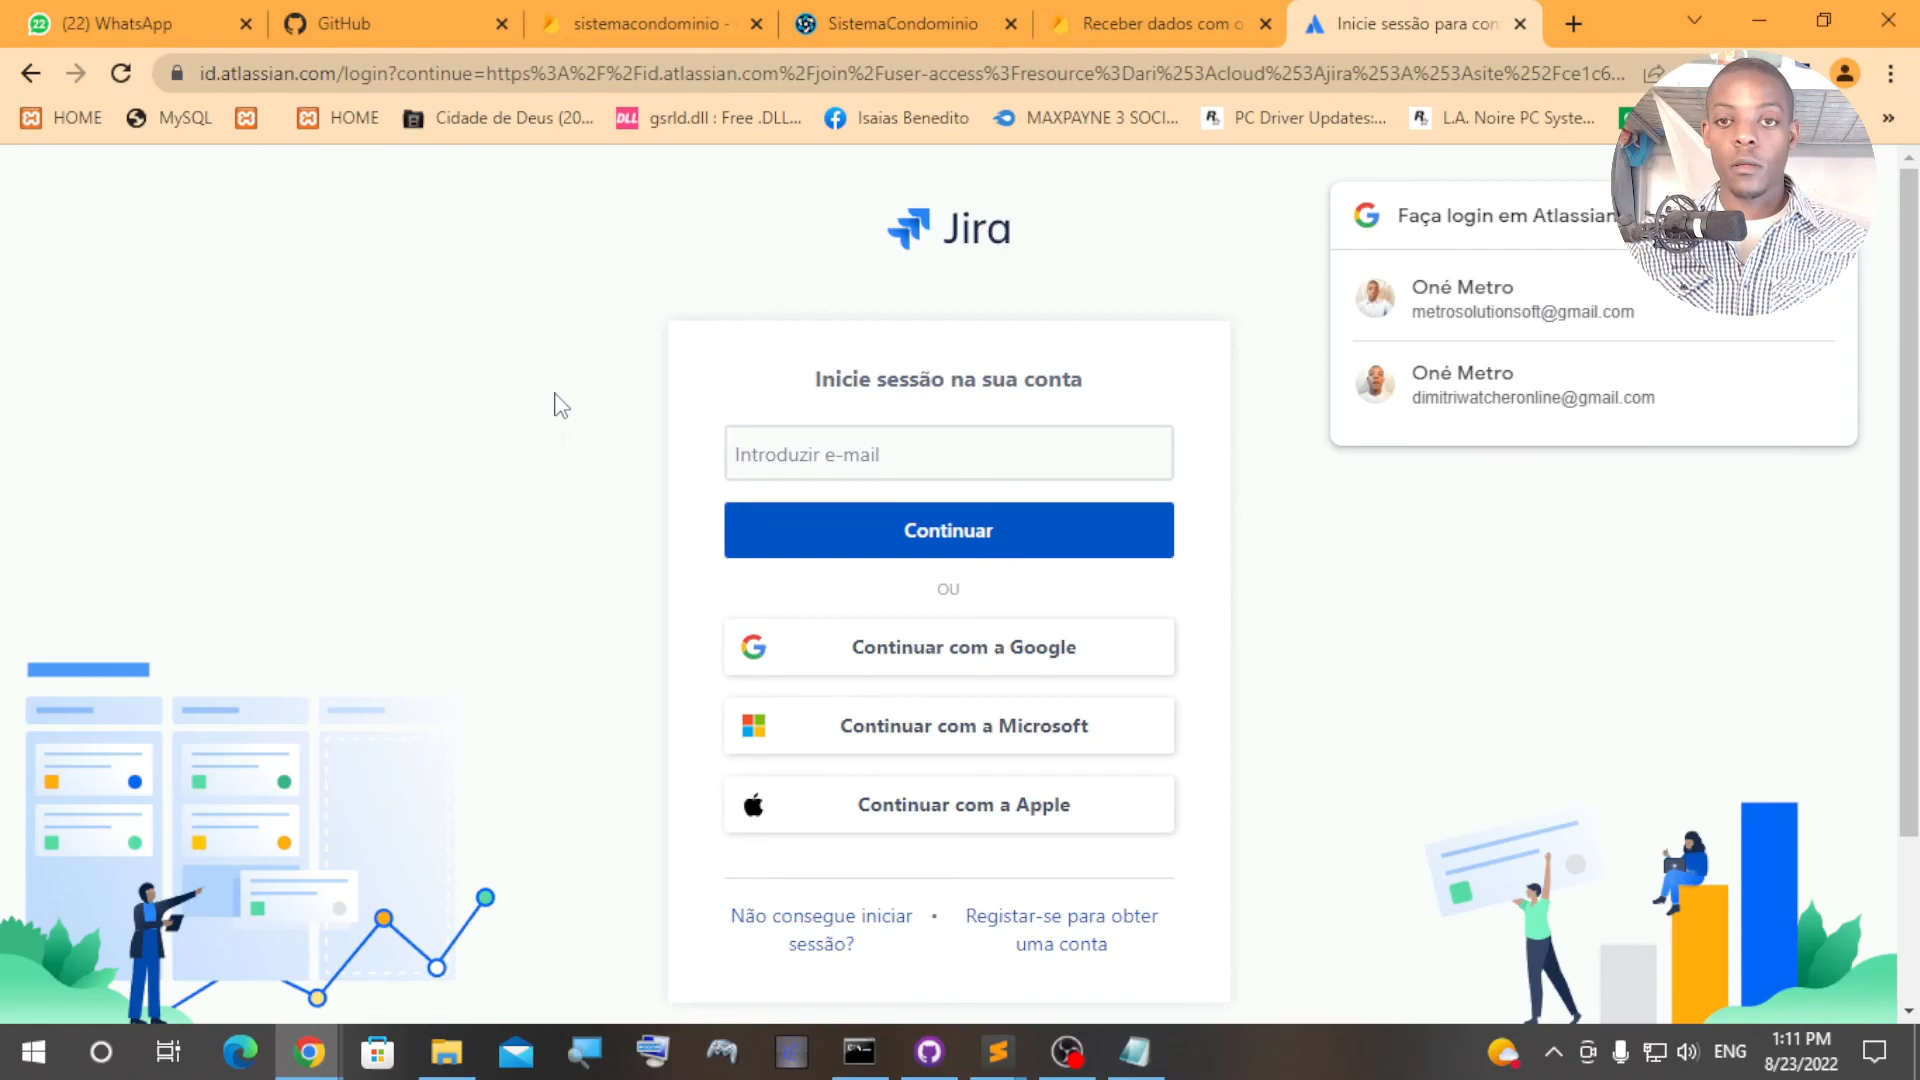 (22) WhatsApp
GitHub
sistemacondominio -
SistemaCondominio
Receber dados com o
Inicie sessão para con
id.atlassian.com/login?continue=https%3A%2F%2Fid.atlassian.com%2Fjoin%2Fuser-access%3Fresource%3Dari%253Acloud%253Ajira%253A%253Asite%252Fce1c6...
HOME
MySQL
HOME
Cidade de Deus (20...
DLL
gsrld.dll : Free .DLL...
Isaias Benedito
MAXPAYNE 3 SOCI...
PC Driver Updates:...
L.A. Noire PC Syste...
Jira
Faça login em Atlassian
Oné Metro
metrosolutionsoft@gmail.com
Oné Metro
dimitriwatcheronline@gmail.com
Inicie sessão na sua conta
Introduzir e-mail
Continuar
OU
Continuar com a Google
Continuar com a Microsoft
Continuar com a Apple
Não consegue iniciar sessão?
•
Registar-se para obter uma conta
ENG
1:11 PM
8/23/2022